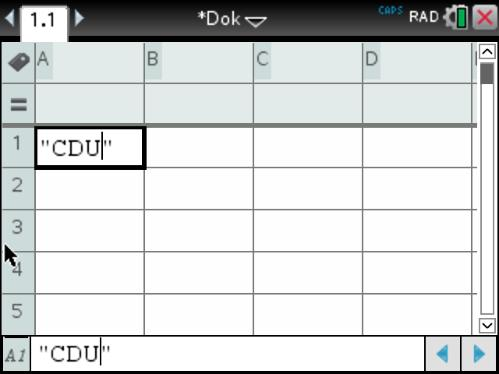 1.1
*Dok
CAPS RAD
A B C D
=
1 "CDU"
2
3
4
5
A1 "CDU"